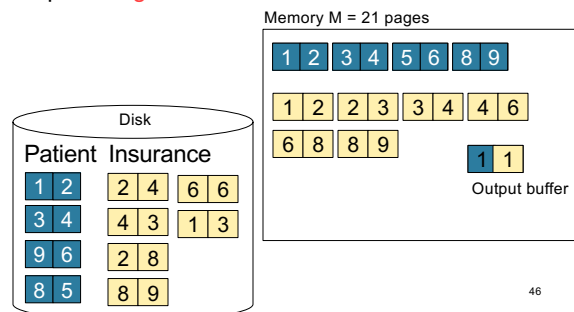 Memory M = 21 pages
1 2 3 4 5 6 8 9
1 2 2 3 3 4 4 6
6 8 8 9
1 1
Output buffer
Disk
Patient Insurance
1 2 2 4 6 6
3 4 4 3 1 3
9 6 2 8
8 5 8 9
46